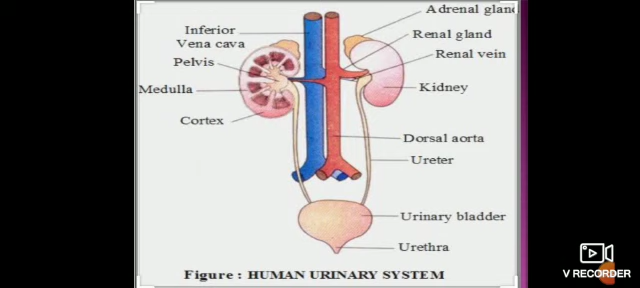 Adrenal gland
Inferior
Vena cava
Renal gland
Renal vein
Pelvis
Medulla
Kidney
Cortex
Dorsal aorta
Ureter
Urinary bladder
Urethra
Figure : HUMAN URINARY SYSTEM
V RECORDER